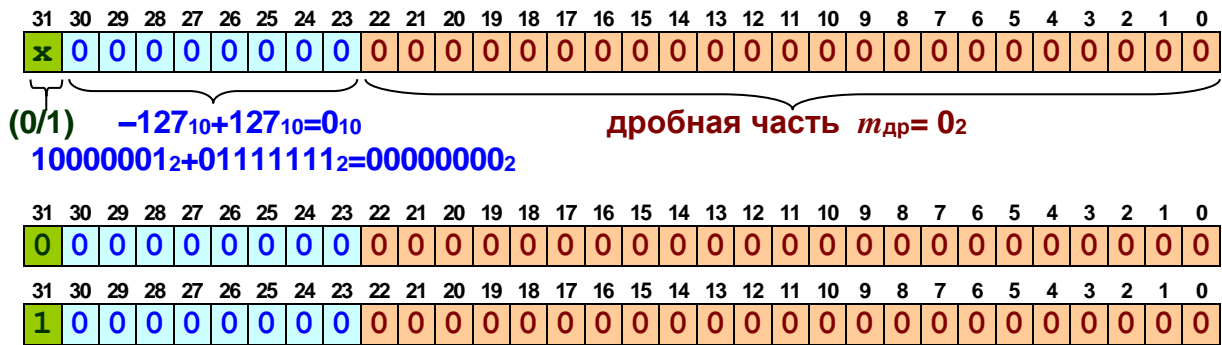 31 30 29 28 27 26 25 24 23 22 21 20 19 18 17 16 15 14 13 12 11 10 9 8 7 6 5 4 3 2 1 0
x 0 0 0 0 0 0 0 0 0 0 0 0 0 0 0 0 0 0 0 0 0 0 0 0 0 0 0 0 0 0 0
(0/1) –127₁₀+127₁₀=0₁₀ дробная часть mдр= 0₂
10000001₂+01111111₂=00000000₂
31 30 29 28 27 26 25 24 23 22 21 20 19 18 17 16 15 14 13 12 11 10 9 8 7 6 5 4 3 2 1 0
0 0 0 0 0 0 0 0 0 0 0 0 0 0 0 0 0 0 0 0 0 0 0 0 0 0 0 0 0 0 0 0
31 30 29 28 27 26 25 24 23 22 21 20 19 18 17 16 15 14 13 12 11 10 9 8 7 6 5 4 3 2 1 0
1 0 0 0 0 0 0 0 0 0 0 0 0 0 0 0 0 0 0 0 0 0 0 0 0 0 0 0 0 0 0 0